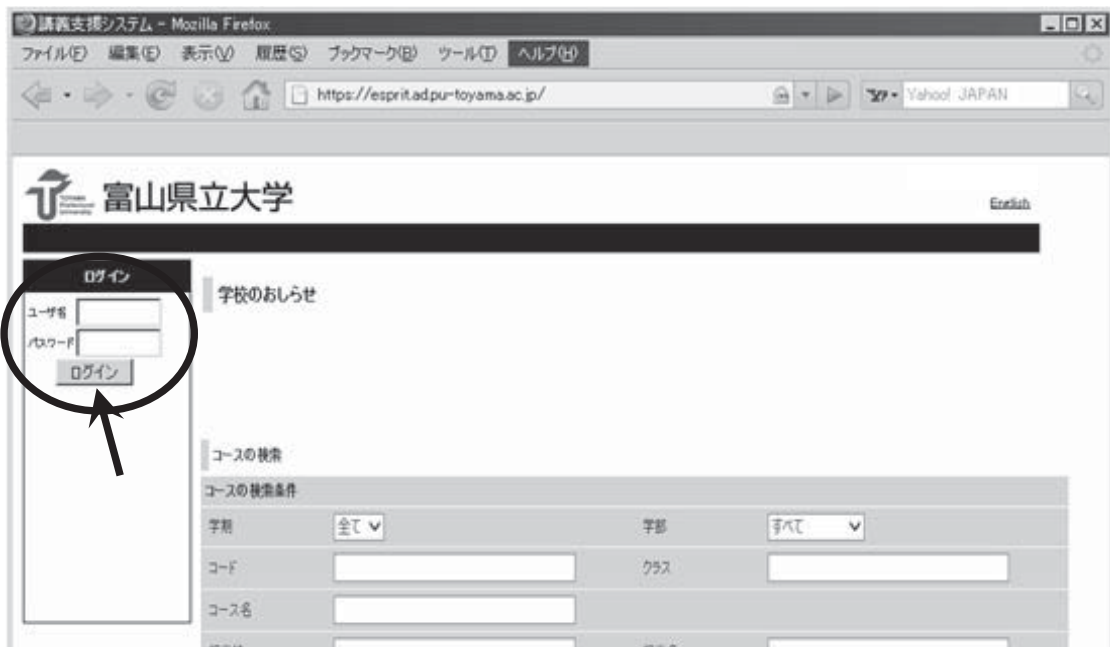 講義支援システム - Mozilla Firefox
ファイル(F) 編集(E) 表示(V) 履歴(S) ブックマーク(B) ツール(T) ヘルプ(H)
https://esprit.ad.pu-toyama.ac.jp/ Yahoo! JAPAN
富山県立大学
English
ログイン
学校のおしらせ
ユーザ名
パスワード
ログイン
コースの検索
コースの検索条件
学期 全て 学部 すべて
コード クラス
コース名